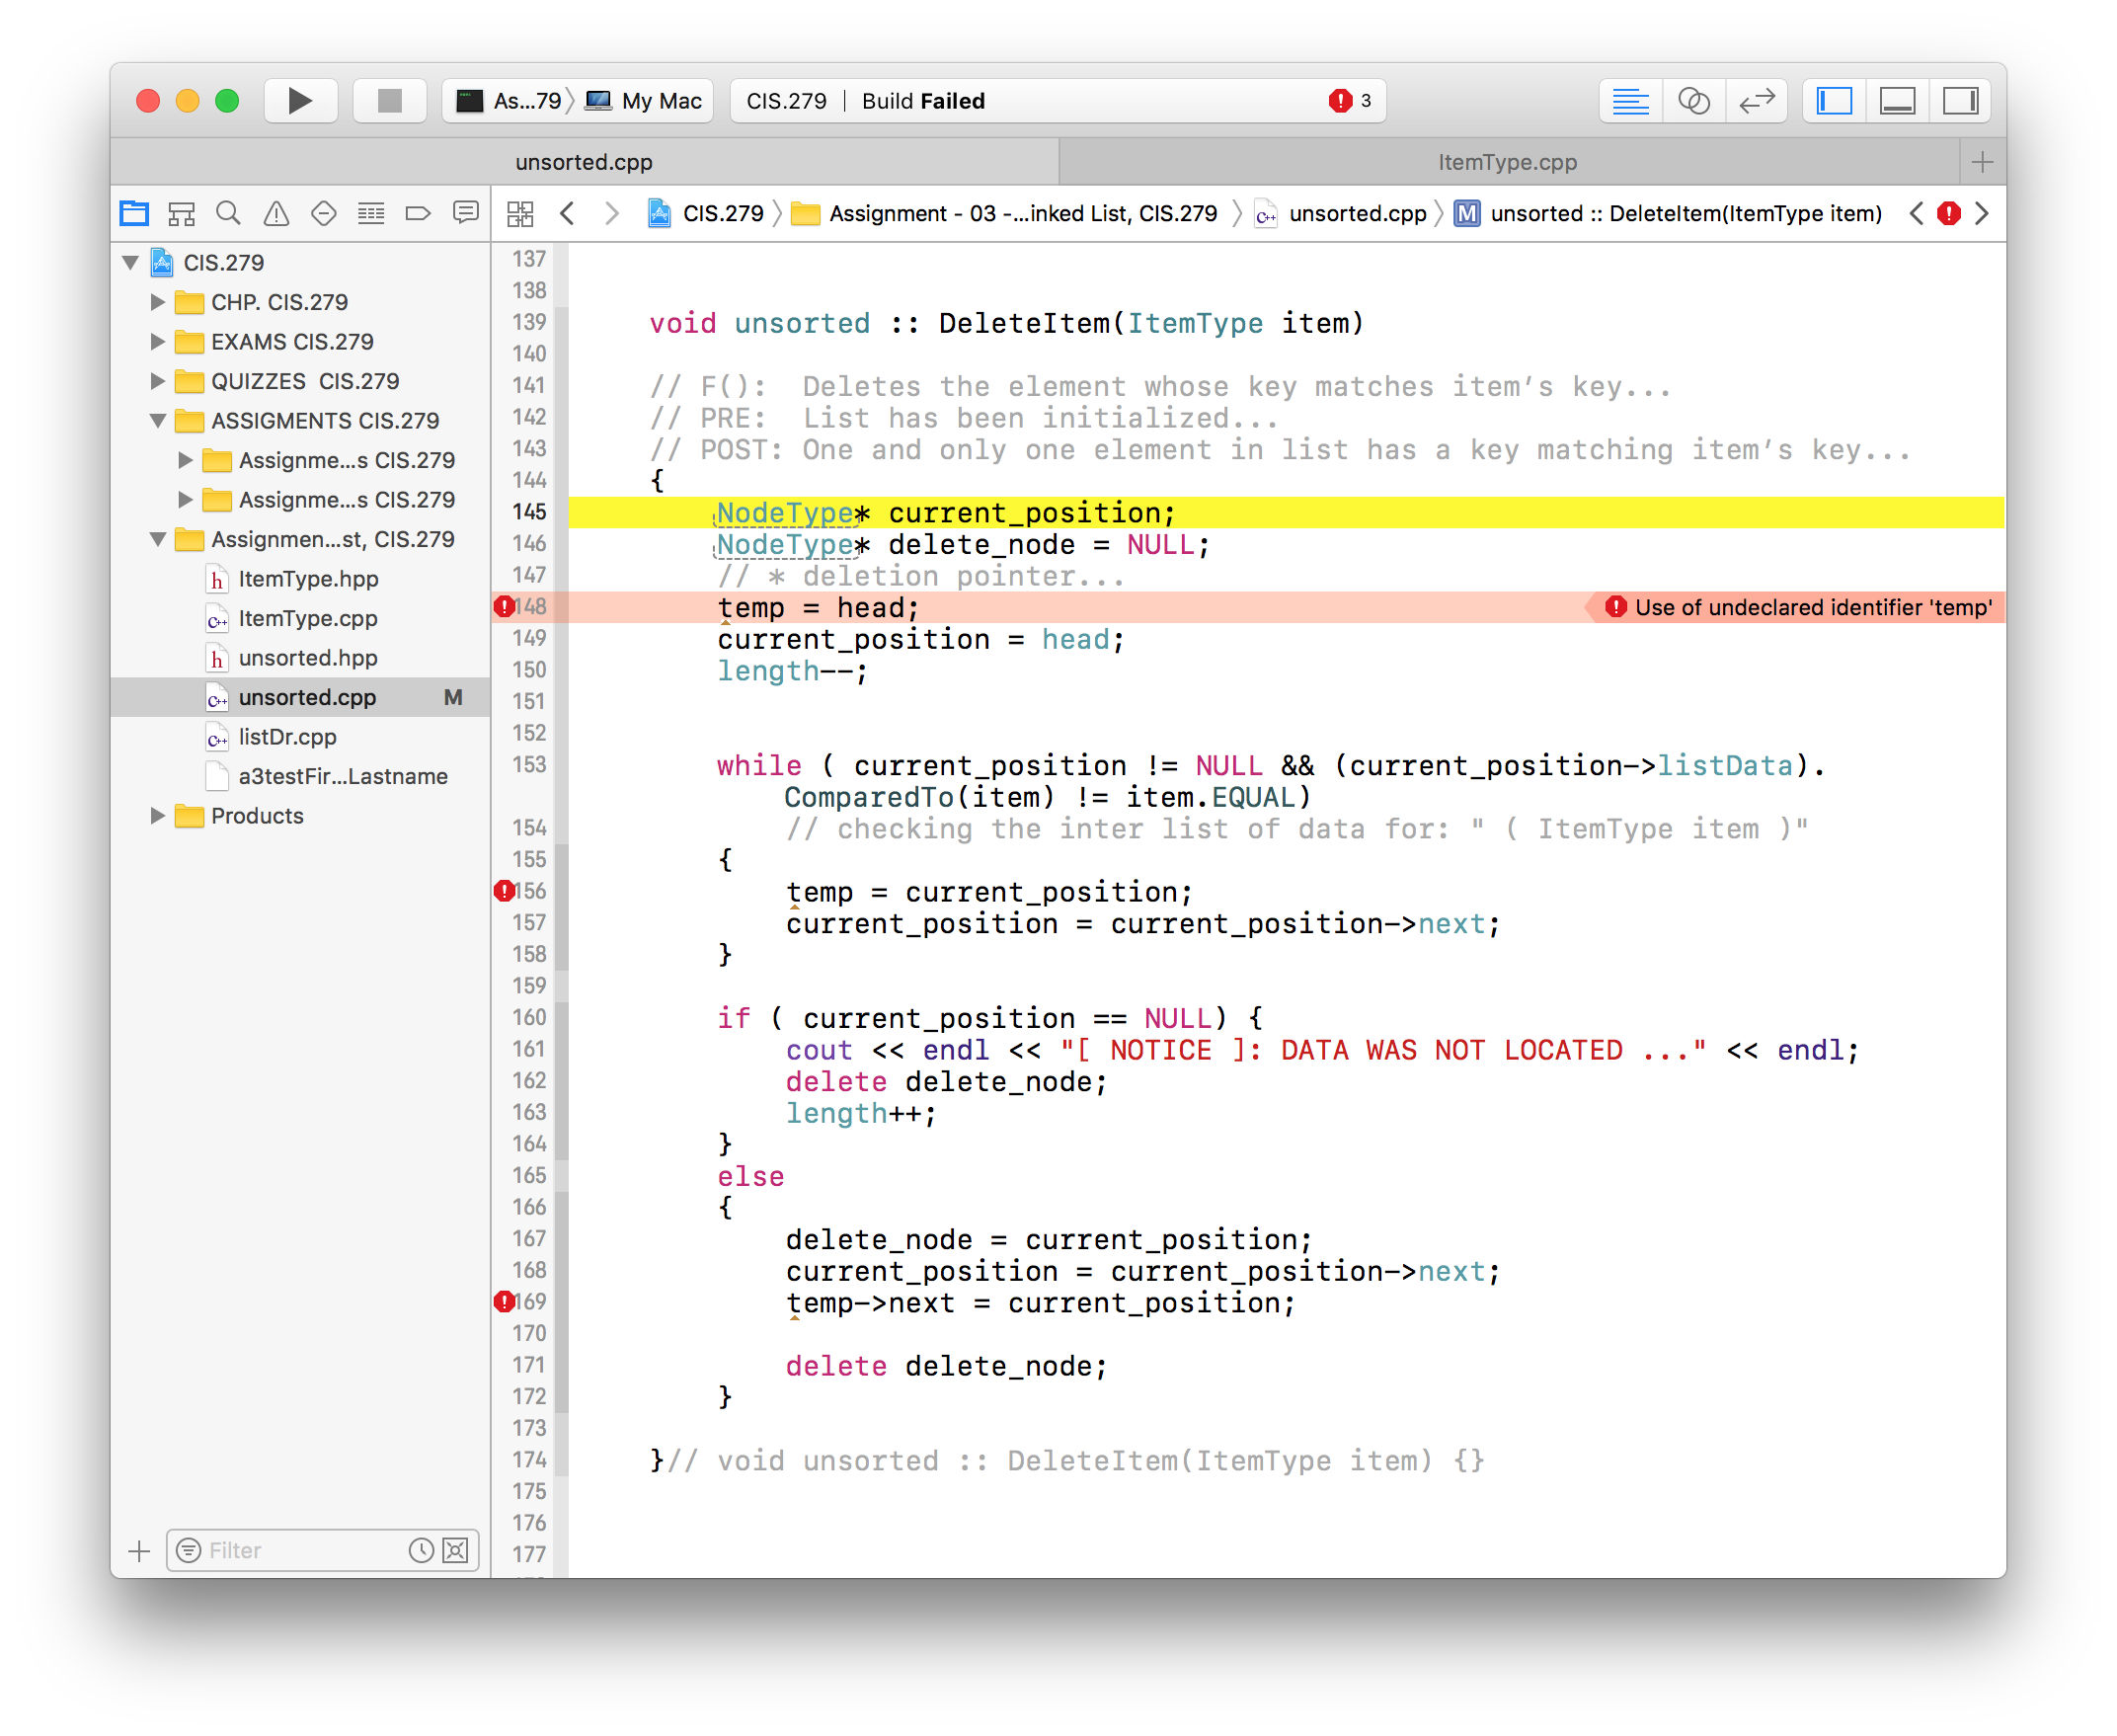 As...79 〉 My Mac
CIS.279 | Build Failed
3
unsorted.cpp
ItemType.cpp
CIS.279 〉 Assignment - 03 -...inked List, CIS.279 〉 unsorted.cpp 〉 M unsorted :: DeleteItem(ItemType item)
CIS.279
CHP. CIS.279
EXAMS CIS.279
QUIZZES  CIS.279
ASSIGMENTS CIS.279
Assignme...s CIS.279
Assignme...s CIS.279
Assignmen...st, CIS.279
h ItemType.hpp
C++ ItemType.cpp
h unsorted.hpp
C++ unsorted.cpp M
C++ listDr.cpp
a3testFir...Lastname
Products
Filter
137
138
139 void unsorted :: DeleteItem(ItemType item)
140
141 // F():  Deletes the element whose key matches item’s key...
142 // PRE:  List has been initialized...
143 // POST: One and only one element in list has a key matching item’s key...
144 {
145 NodeType* current_position;
146 NodeType* delete_node = NULL;
147 // * deletion pointer...
148 temp = head; Use of undeclared identifier 'temp'
149 current_position = head;
150 length--;
151
152
153 while ( current_position != NULL && (current_position->listData).
ComparedTo(item) != item.EQUAL)
154 // checking the inter list of data for: " ( ItemType item )"
155 {
156 temp = current_position;
157 current_position = current_position->next;
158 }
159
160 if ( current_position == NULL) {
161 cout << endl << "[ NOTICE ]: DATA WAS NOT LOCATED ..." << endl;
162 delete delete_node;
163 length++;
164 }
165 else
166 {
167 delete_node = current_position;
168 current_position = current_position->next;
169 temp->next = current_position;
170
171 delete delete_node;
172 }
173
174 }// void unsorted :: DeleteItem(ItemType item) {}
175
176
177